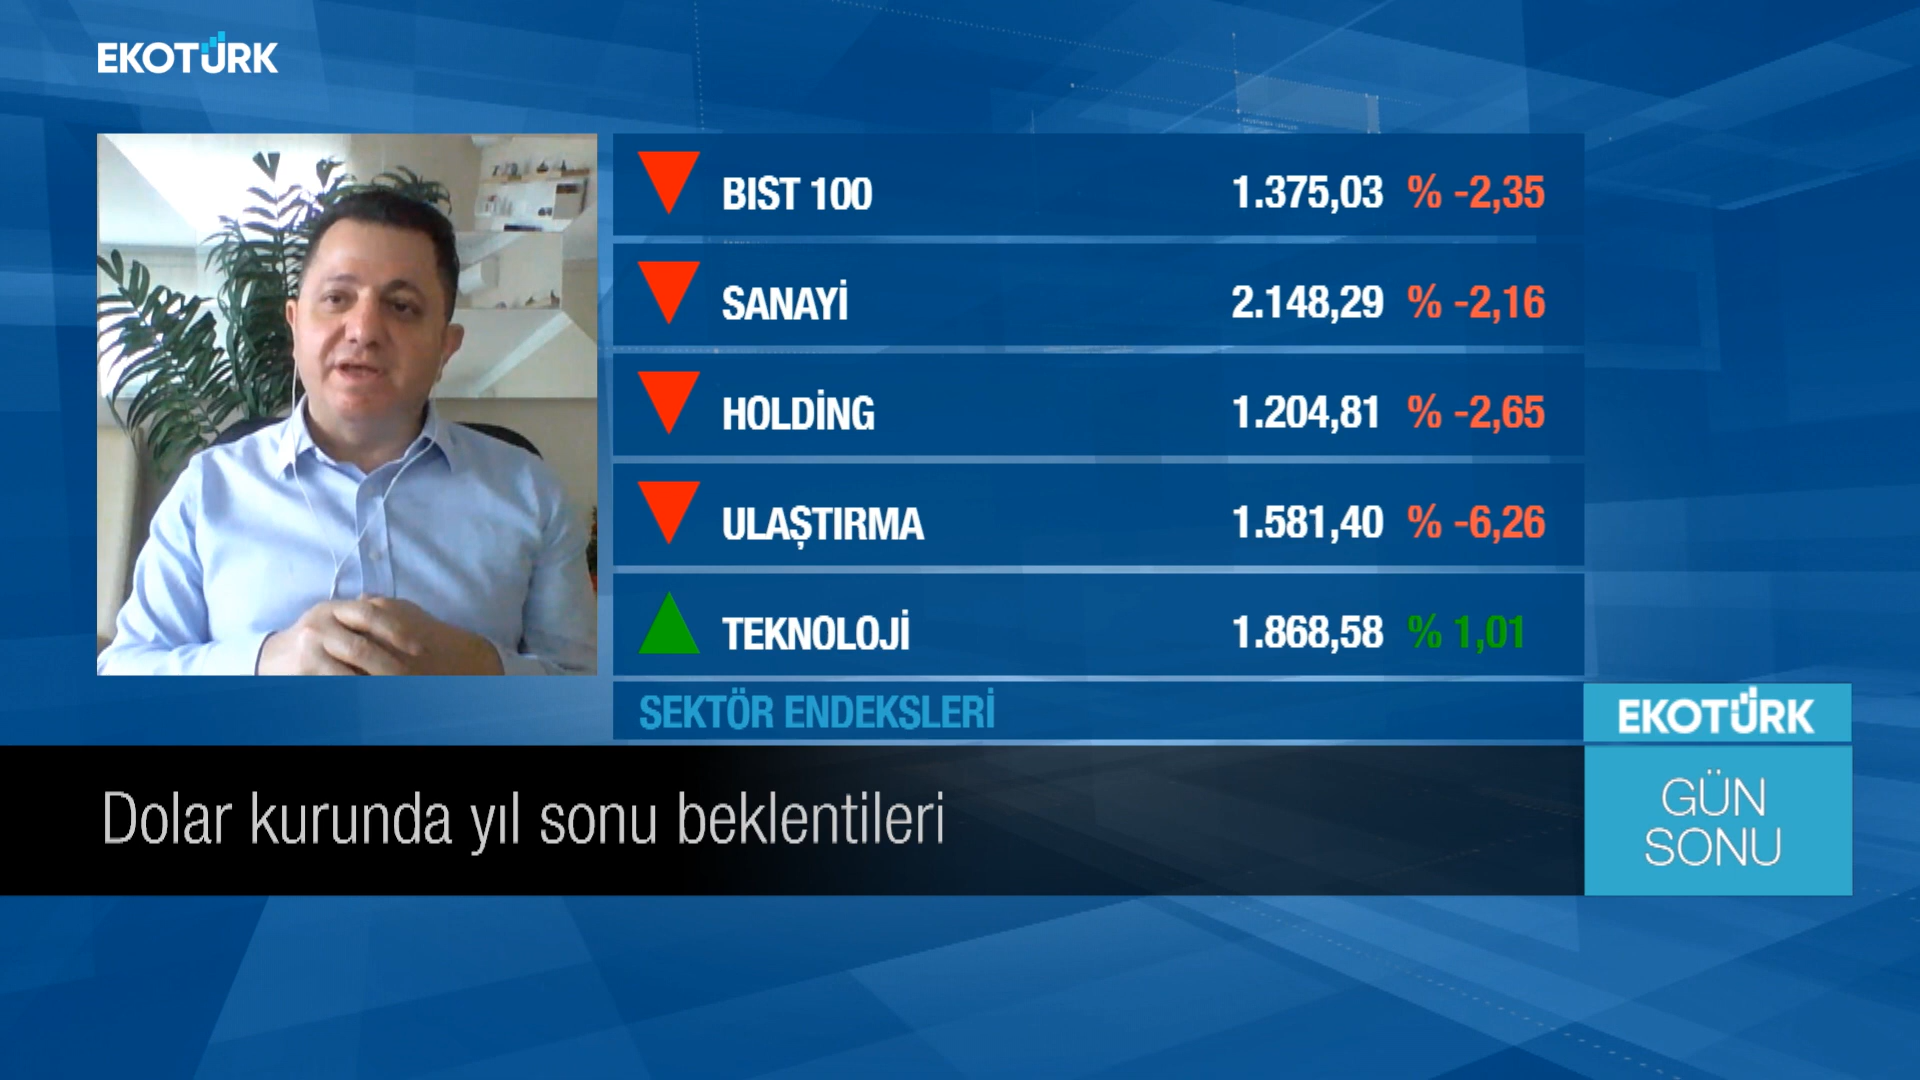 EKOTÜRK
BIST 100 1.375,03 % -2,35
SANAYİ 2.148,29 % -2,16
HOLDİNG 1.204,81 % -2,65
ULAŞTIRMA 1.581,40 % -6,26
TEKNOLOJİ 1.868,58 % 1,01
SEKTÖR ENDEKSLERİ
EKOTÜRK
Dolar kurunda yıl sonu beklentileri
GÜN
SONU